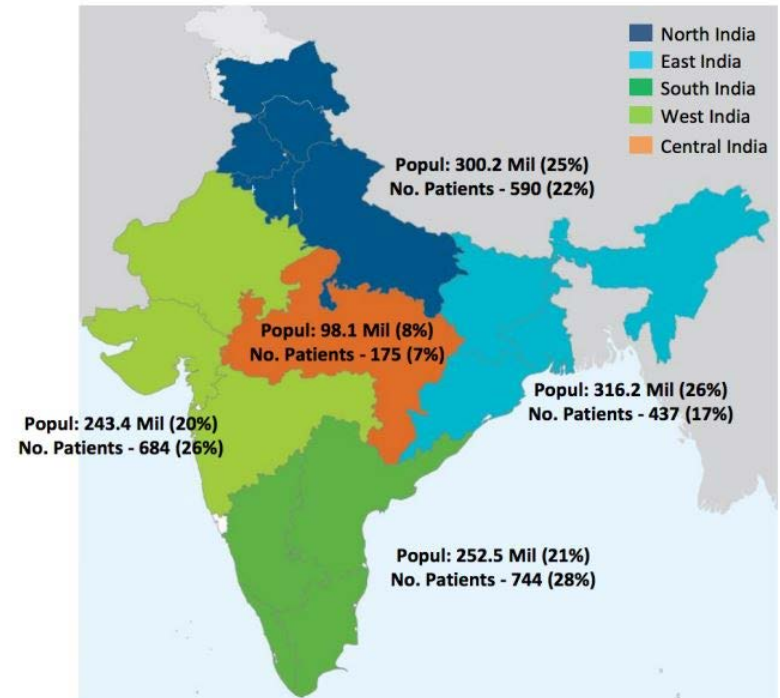 North India
East India
South India
West India
Central India
Popul: 300.2 Mil (25%)
No. Patients - 590 (22%)
Popul: 98.1 Mil (8%)
No. Patients - 175 (7%)
Popul: 316.2 Mil (26%)
No. Patients - 437 (17%)
Popul: 243.4 Mil (20%)
No. Patients - 684 (26%)
Popul: 252.5 Mil (21%)
No. Patients - 744 (28%)